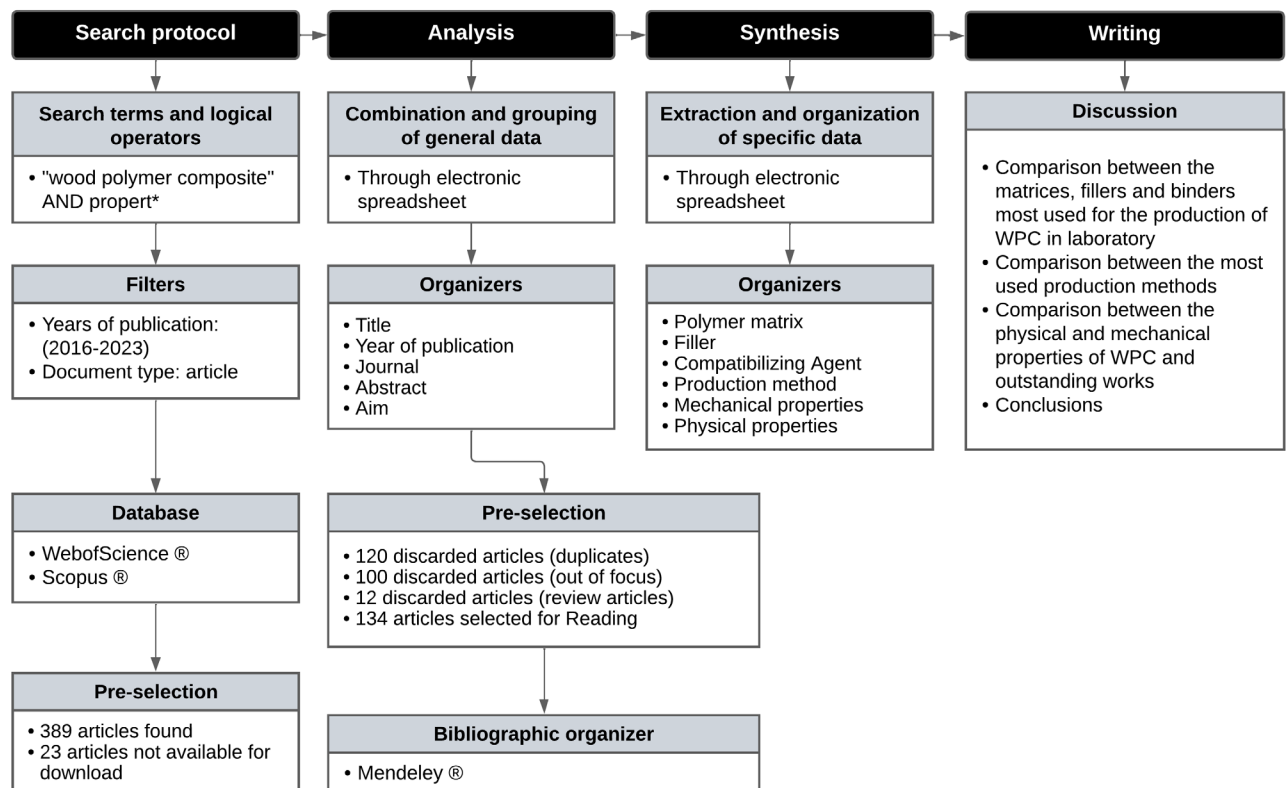 Search protocol
Search terms and logical
operators
• "wood polymer composite"
AND propert*
Filters
• Years of publication:
(2016-2023)
• Document type: article
Database
• WebofScience ®
• Scopus ®
Pre-selection
• 389 articles found
• 23 articles not available for
download
Analysis
Combination and grouping
of general data
• Through electronic
spreadsheet
Organizers
• Title
• Year of publication
• Journal
• Abstract
• Aim
Pre-selection
• 120 discarded articles (duplicates)
• 100 discarded articles (out of focus)
• 12 discarded articles (review articles)
• 134 articles selected for Reading
Bibliographic organizer
• Mendeley ®
Synthesis
Extraction and organization
of specific data
• Through electronic
spreadsheet
Organizers
• Polymer matrix
• Filler
• Compatibilizing Agent
• Production method
• Mechanical properties
• Physical properties
Writing
Discussion
• Comparison between the
matrices, fillers and binders
most used for the production of
WPC in laboratory
• Comparison between the most
used production methods
• Comparison between the
physical and mechanical
properties of WPC and
outstanding works
• Conclusions